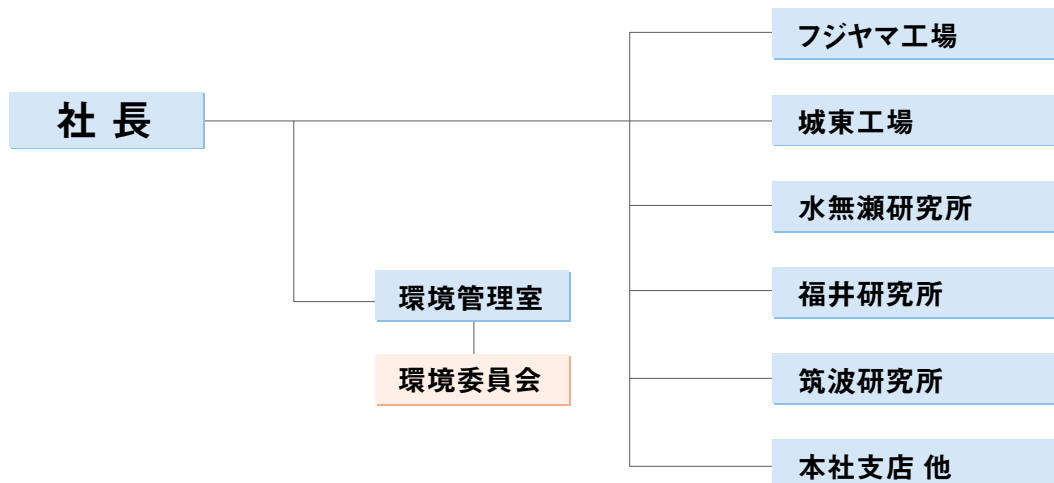 社 長
環境管理室
環境委員会
フジヤマ工場
城東工場
水無瀬研究所
福井研究所
筑波研究所
本社支店 他